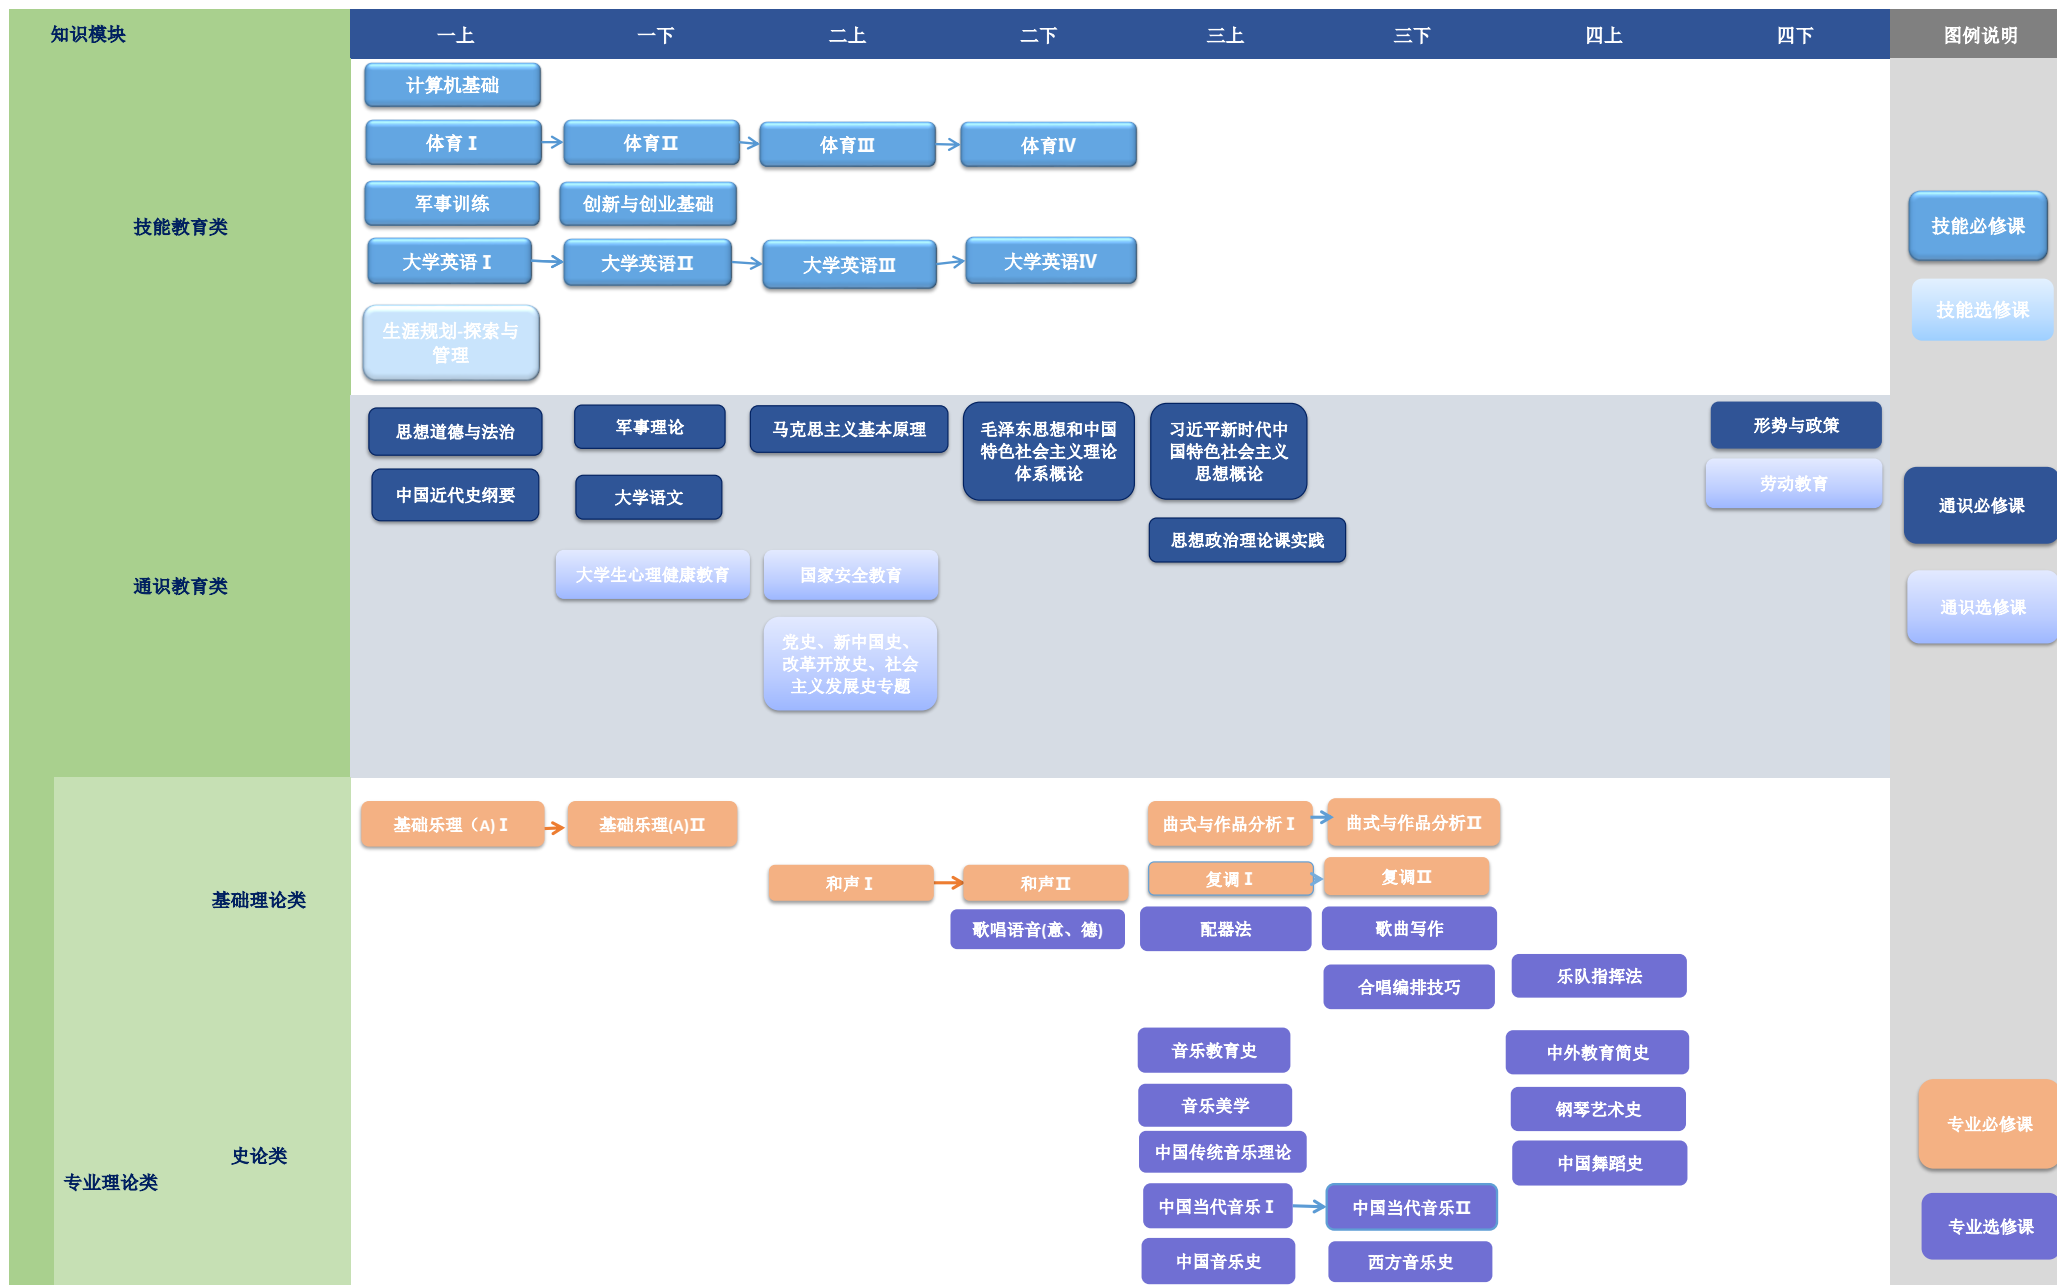 知识模块
一上
一下
二上
二下
三上
三下
四上
四下
图例说明
计算机基础
体育Ⅰ
体育Ⅱ
体育Ⅲ
体育Ⅳ
军事训练
创新与创业基础
技能教育类
技能必修课
大学英语Ⅰ
大学英语Ⅱ
大学英语Ⅲ
大学英语Ⅳ
生涯规划-探索与
管理
技能选修课
思想道德与法治
军事理论
马克思主义基本原理
毛泽东思想和中国
特色社会主义理论
体系概论
习近平新时代中
国特色社会主义
思想概论
形势与政策
中国近代史纲要
大学语文
劳动教育
通识必修课
思想政治理论课实践
通识教育类
大学生心理健康教育
国家安全教育
通识选修课
党史、新中国史、
改革开放史、社会
主义发展史专题
基础乐理（A)Ⅰ
基础乐理(A)Ⅱ
曲式与作品分析Ⅰ
曲式与作品分析Ⅱ
和声Ⅰ
和声Ⅱ
复调Ⅰ
复调Ⅱ
基础理论类
歌唱语音(意、德)
配器法
歌曲写作
合唱编排技巧
乐队指挥法
音乐教育史
中外教育简史
音乐美学
钢琴艺术史
专业必修课
史论类
中国传统音乐理论
中国舞蹈史
专业理论类
中国当代音乐Ⅰ
中国当代音乐Ⅱ
专业选修课
中国音乐史
西方音乐史